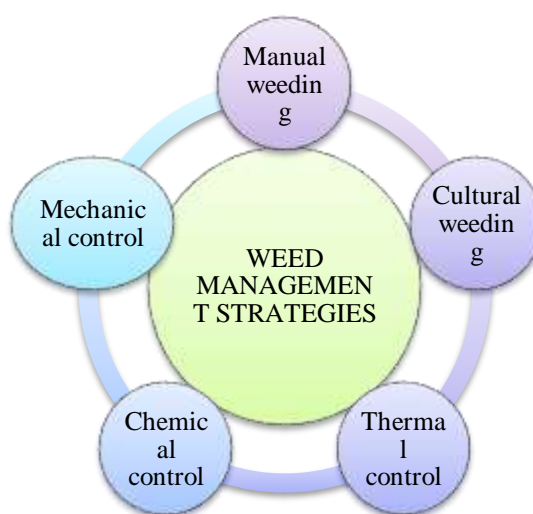 Manual
weedin
g
Mechanic
al control
Cultural
weedin
g
WEED
MANAGEMEN
T STRATEGIES
Chemic
al
control
Therma
l
control